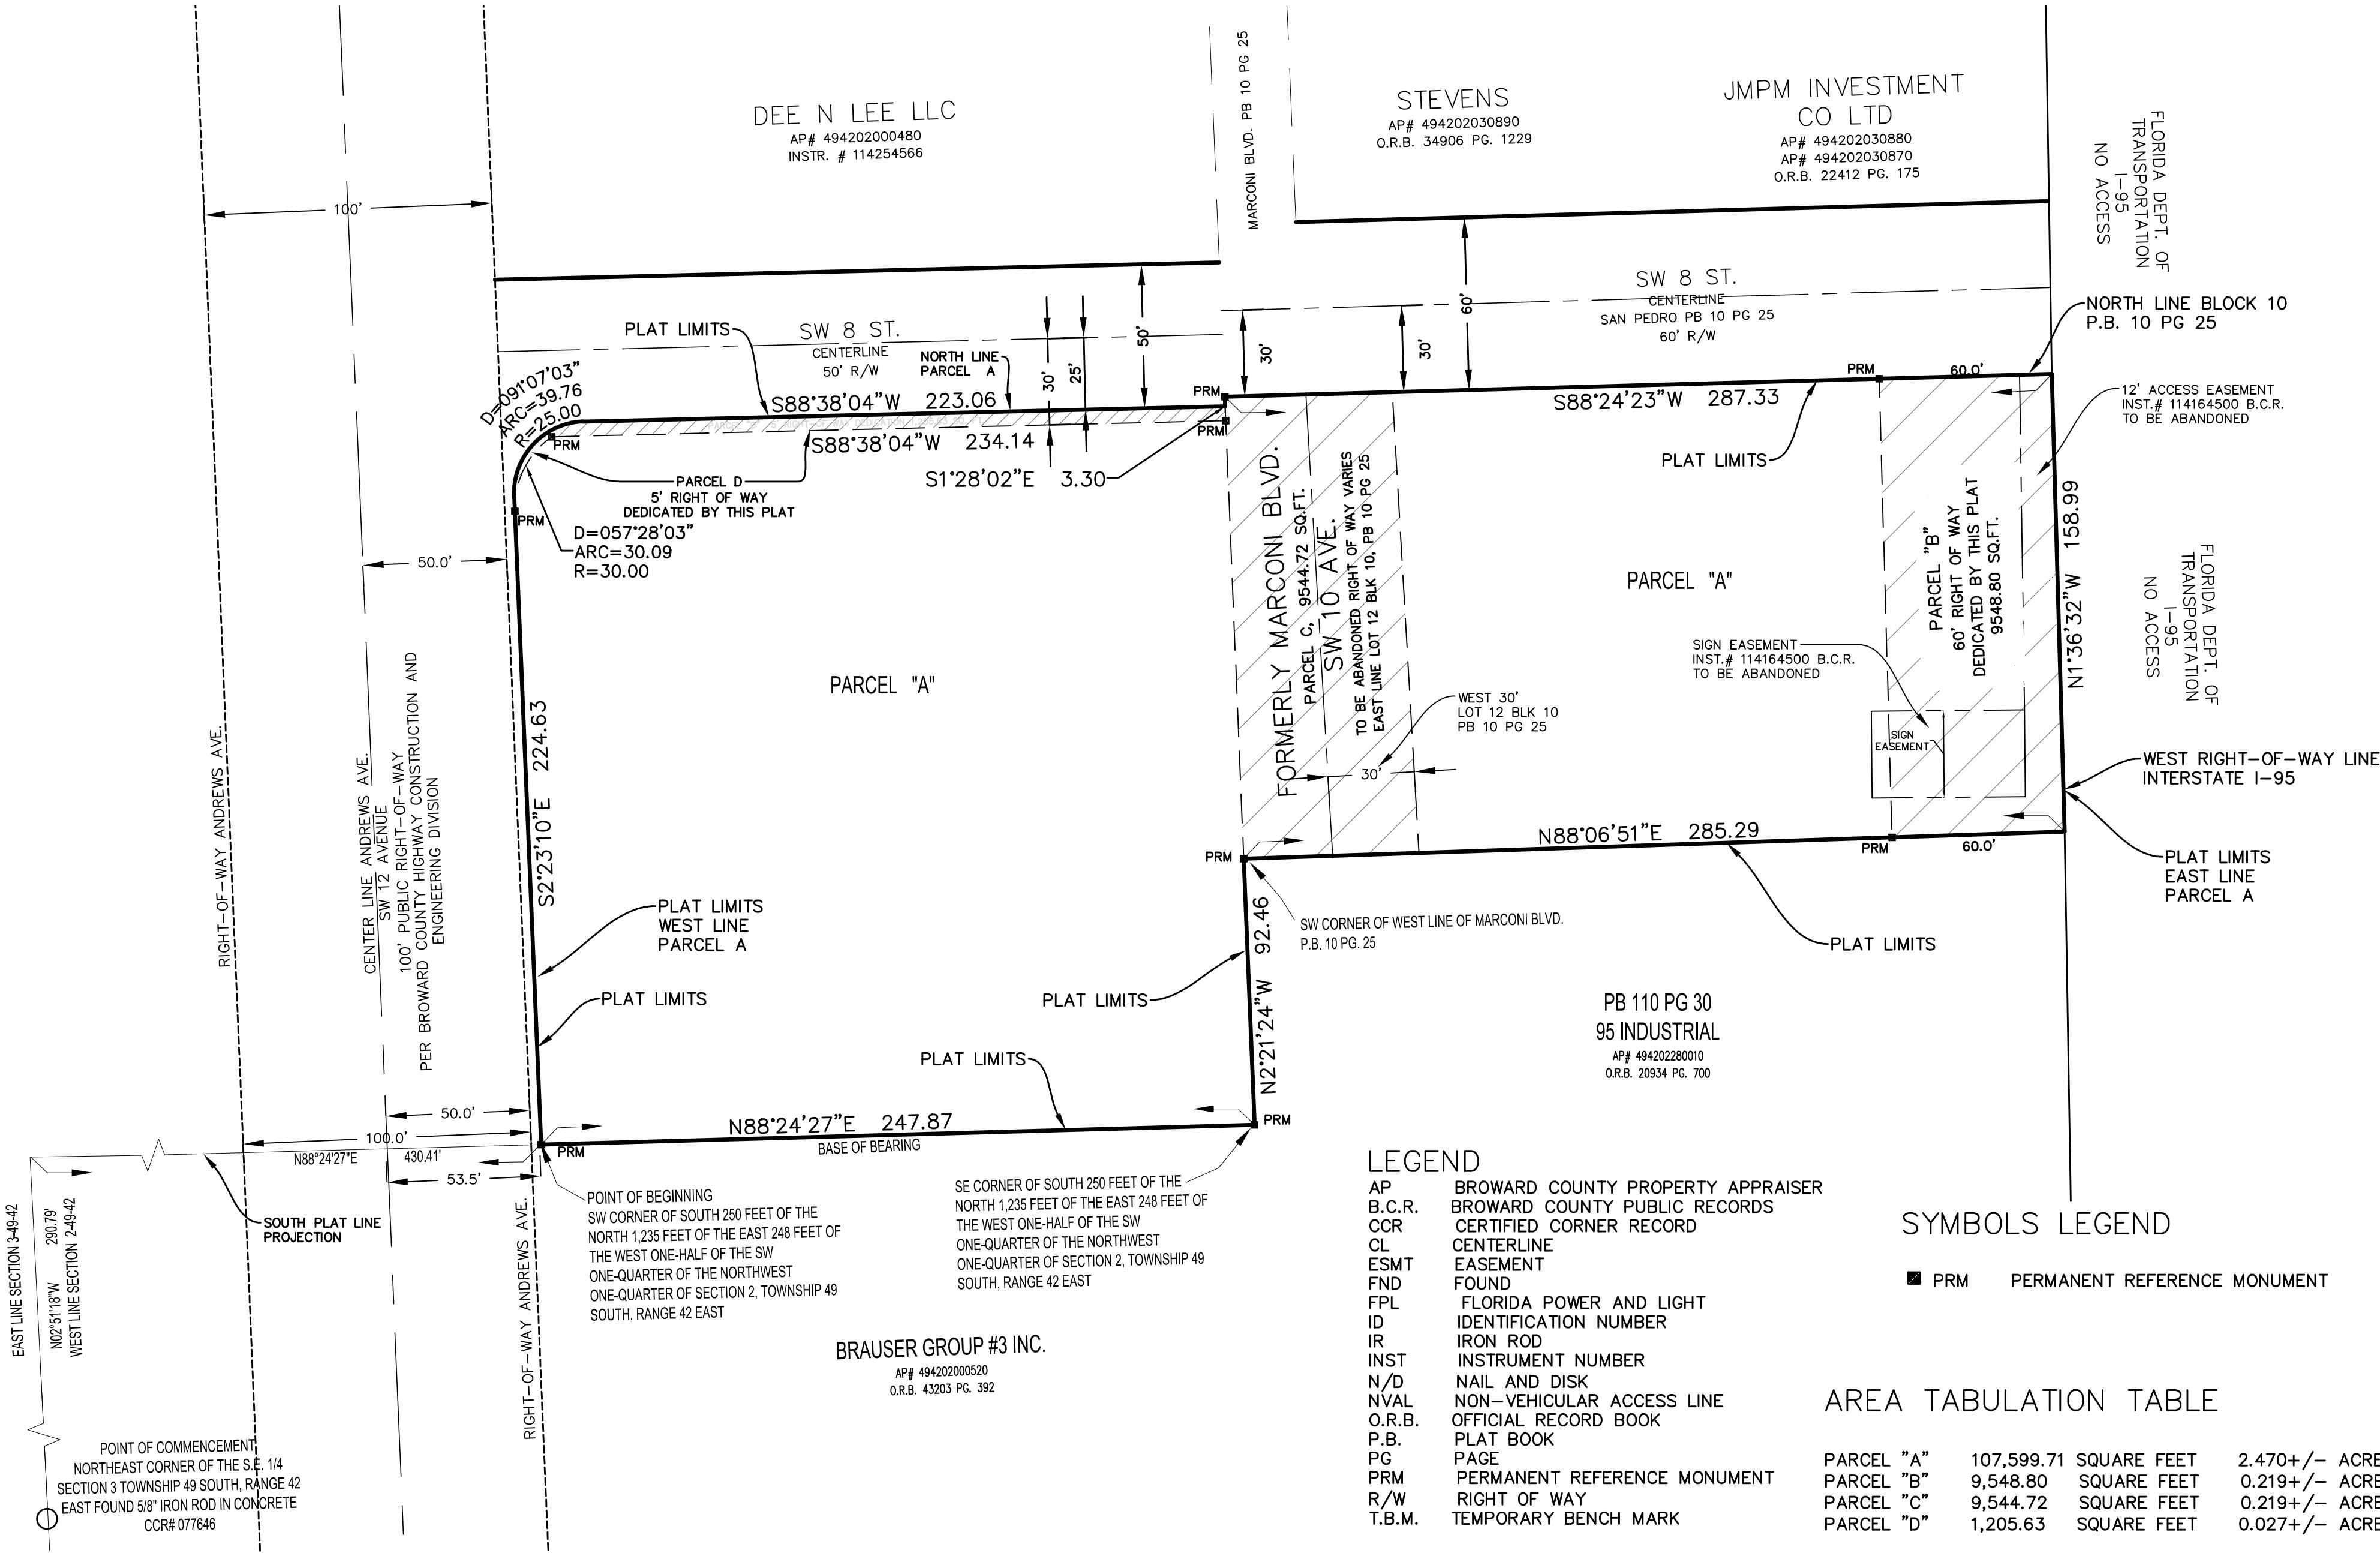 DEE N LEE LLC
AP# 494202000480
INSTR. # 114254566
MARCONI BLVD. PB 10 PG 25
STEVENS
AP# 494202030890
O.R.B. 34906 PG. 1229
JMPM INVESTMENT
CO LTD
AP# 494202030880
AP# 494202030870
O.R.B. 22412 PG. 175
FLORIDA DEPT. OF
TRANSPORTATION
I-95
NO ACCESS
100'
PLAT LIMITS
SW 8 ST.
CENTERLINE
50' R/W
NORTH LINE
PARCEL A
30'
25'
50'
30'
30'
60'
SW 8 ST.
CENTERLINE
SAN PEDRO PB 10 PG 25
60' R/W
NORTH LINE BLOCK 10
P.B. 10 PG 25
D=091°07'03"
ARC=39.76
R=25.00
PRM
S88°38'04"W 223.06
S88°38'04"W 234.14
PRM
PRM
S1°28'02"E 3.30
S88°24'23"W 287.33
PRM
60.0'
12' ACCESS EASEMENT
INST.# 114164500 B.C.R.
TO BE ABANDONED
PLAT LIMITS
PARCEL D
5' RIGHT OF WAY
DEDICATED BY THIS PLAT
PRM
D=057°28'03"
ARC=30.09
R=30.00
50.0'
FORMERLY MARCONI BLVD.
PARCEL C, 9544.72 SQ.FT.
SW 10 AVE.
TO BE ABANDONED RIGHT OF WAY VARIES
EAST LINE LOT 12 BLK 10, PB 10 PG 25
PARCEL "A"
PARCEL "B"
60' RIGHT OF WAY
DEDICATED BY THIS PLAT
9548.80 SQ.FT.
N1°36'32"W 158.99
FLORIDA DEPT. OF
TRANSPORTATION
I-95
NO ACCESS
PARCEL "A"
SIGN EASEMENT
INST.# 114164500 B.C.R.
TO BE ABANDONED
WEST 30'
LOT 12 BLK 10
PB 10 PG 25
30'
SIGN
EASEMENT
WEST RIGHT-OF-WAY LINE
INTERSTATE I-95
RIGHT-OF-WAY ANDREWS AVE.
CENTER LINE ANDREWS AVE.
SW 12 AVENUE
100' PUBLIC RIGHT-OF-WAY
PER BROWARD COUNTY HIGHWAY CONSTRUCTION AND
ENGINEERING DIVISION
S2°23'10"E 224.63
N88°06'51"E 285.29
PRM
PRM
60.0'
PLAT LIMITS
EAST LINE
PARCEL A
PLAT LIMITS
WEST LINE
PARCEL A
PLAT LIMITS
N2°21'24"W 92.46
PLAT LIMITS
SW CORNER OF WEST LINE OF MARCONI BLVD.
P.B. 10 PG. 25
PLAT LIMITS
PB 110 PG 30
95 INDUSTRIAL
AP# 494202280010
O.R.B. 20934 PG. 700
PLAT LIMITS
50.0'
100.0'
N88°24'27"E 430.41'
53.5'
PRM
N88°24'27"E 247.87
BASE OF BEARING
PRM
EAST LINE SECTION 3-49-42
N02°51'18"W 290.79'
WEST LINE SECTION 2-49-42
SOUTH PLAT LINE
PROJECTION
RIGHT-OF-WAY ANDREWS AVE.
POINT OF BEGINNING
SW CORNER OF SOUTH 250 FEET OF THE
NORTH 1,235 FEET OF THE EAST 248 FEET OF
THE WEST ONE-HALF OF THE SW
ONE-QUARTER OF THE NORTHWEST
ONE-QUARTER OF SECTION 2, TOWNSHIP 49
SOUTH, RANGE 42 EAST
SE CORNER OF SOUTH 250 FEET OF THE
NORTH 1,235 FEET OF THE EAST 248 FEET OF
THE WEST ONE-HALF OF THE SW
ONE-QUARTER OF THE NORTHWEST
ONE-QUARTER OF SECTION 2, TOWNSHIP 49
SOUTH, RANGE 42 EAST
BRAUSER GROUP #3 INC.
AP# 494202000520
O.R.B. 43203 PG. 392
POINT OF COMMENCEMENT
NORTHEAST CORNER OF THE S.E. 1/4
SECTION 3 TOWNSHIP 49 SOUTH, RANGE 42
EAST FOUND 5/8" IRON ROD IN CONCRETE
CCR# 077646
LEGEND
AP BROWARD COUNTY PROPERTY APPRAISER
B.C.R. BROWARD COUNTY PUBLIC RECORDS
CCR CERTIFIED CORNER RECORD
CL CENTERLINE
ESMT EASEMENT
FND FOUND
FPL FLORIDA POWER AND LIGHT
ID IDENTIFICATION NUMBER
IR IRON ROD
INST INSTRUMENT NUMBER
N/D NAIL AND DISK
NVAL NON-VEHICULAR ACCESS LINE
O.R.B. OFFICIAL RECORD BOOK
P.B. PLAT BOOK
PG PAGE
PRM PERMANENT REFERENCE MONUMENT
R/W RIGHT OF WAY
T.B.M. TEMPORARY BENCH MARK
SYMBOLS LEGEND
PRM PERMANENT REFERENCE MONUMENT
AREA TABULATION TABLE
PARCEL "A" 107,599.71 SQUARE FEET 2.470+/- ACRE
PARCEL "B" 9,548.80 SQUARE FEET 0.219+/- ACRE
PARCEL "C" 9,544.72 SQUARE FEET 0.219+/- ACRE
PARCEL "D" 1,205.63 SQUARE FEET 0.027+/- ACRE